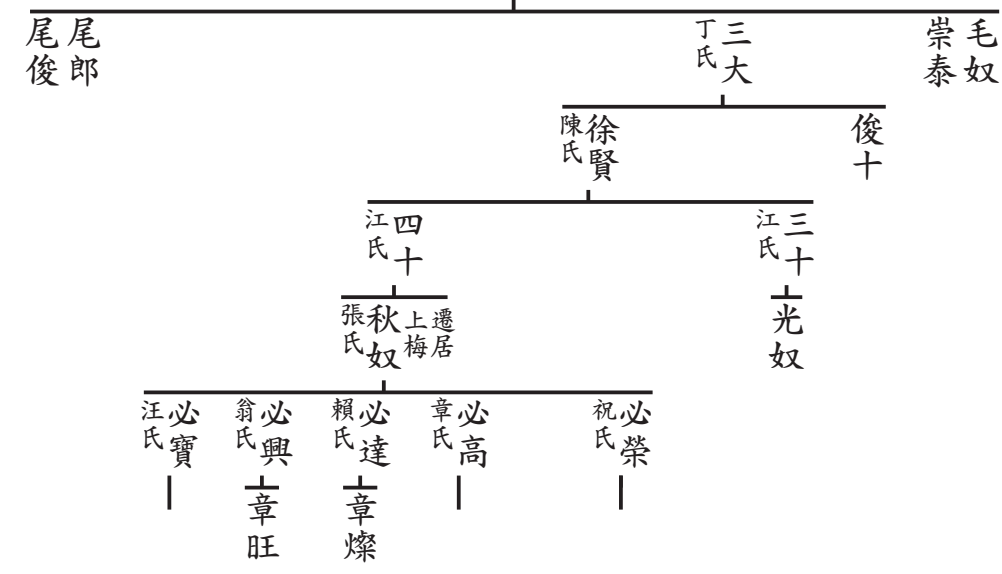 毛奴
崇泰
三大
丁氏
尾郎
尾俊
俊十
徐賢
陳氏
三十
江氏
四十
江氏
光奴
遷居
上梅
秋奴
張氏
必榮
祝氏
必高
章氏
必達
賴氏
必興
翁氏
必寶
汪氏
章燦
章旺